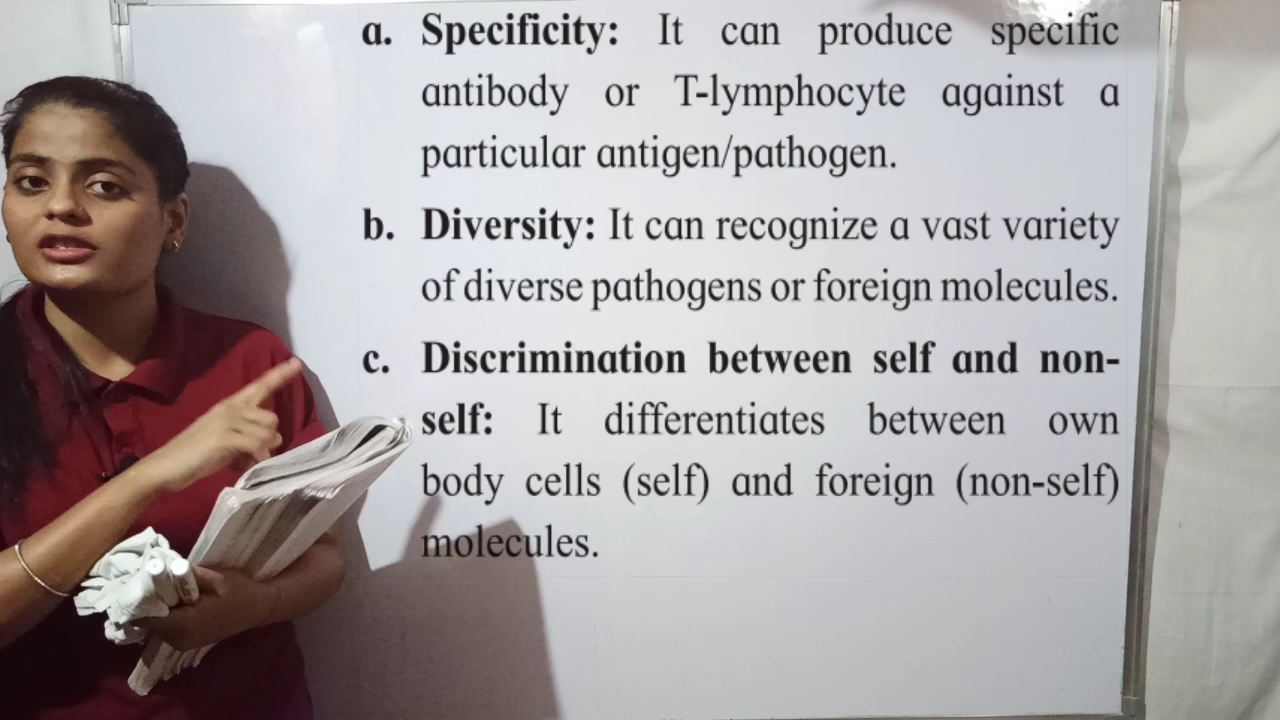 a. Specificity: It can produce specific
antibody or T-lymphocyte against a
particular antigen/pathogen.
b. Diversity: It can recognize a vast variety
of diverse pathogens or foreign molecules.
c. Discrimination between self and non-
self: It differentiates between own
body cells (self) and foreign (non-self)
molecules.